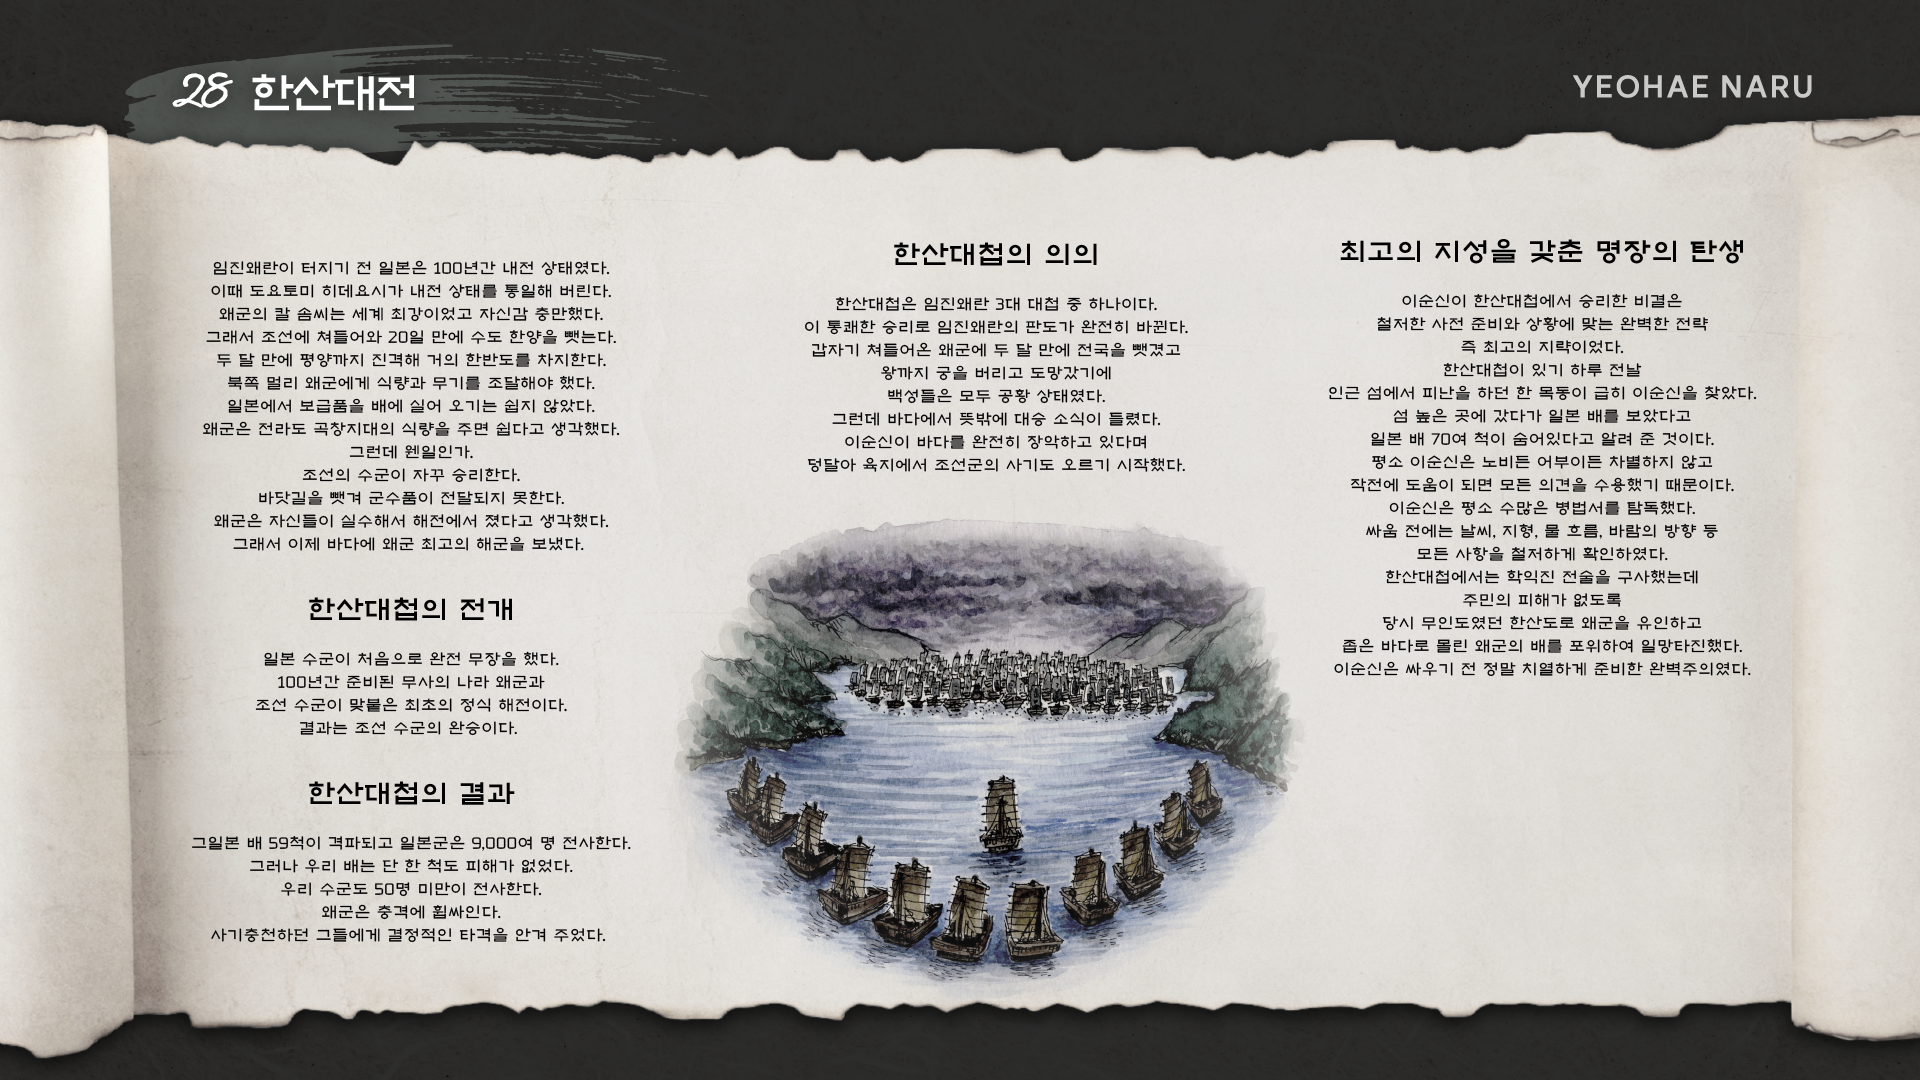 28 한산대전
YEOHAE NARU
임진왜란이 터지기 전 일본은 100년간 내전 상태였다.
이때 도요토미 히데요시가 내전 상태를 통일해 버린다.
왜군의 칼 솜씨는 세계 최강이었고 자신감 충만했다.
그래서 조선에 쳐들어와 20일 만에 수도 한양을 뺏는다.
두 달 만에 평양까지 진격해 거의 한반도를 차지한다.
북쪽 멀리 왜군에게 식량과 무기를 조달해야 했다.
일본에서 보급품을 배에 실어 오기는 쉽지 않았다.
왜군은 전라도 곡창지대의 식량을 주면 쉽다고 생각했다.
그런데 웬일인가.
조선의 수군이 자꾸 승리한다.
바닷길을 뺏겨 군수품이 전달되지 못한다.
왜군은 자신들이 실수해서 해전에서 졌다고 생각했다.
그래서 이제 바다에 왜군 최고의 해군을 보냈다.
한산대첩의 전개
일본 수군이 처음으로 완전 무장을 했다.
100년간 준비된 무사의 나라 왜군과
조선 수군이 맞붙은 최초의 정식 해전이다.
결과는 조선 수군의 완승이다.
한산대첩의 결과
그일본 배 59척이 격파되고 일본군은 9,000여 명 전사한다.
그러나 우리 배는 단 한 척도 피해가 없었다.
우리 수군도 50명 미만이 전사한다.
왜군은 충격에 휩싸인다.
사기충천하던 그들에게 결정적인 타격을 안겨 주었다.
한산대첩의 의의
한산대첩은 임진왜란 3대 대첩 중 하나이다.
이 통쾌한 승리로 임진왜란의 판도가 완전히 바뀐다.
갑자기 쳐들어온 왜군에 두 달 만에 전국을 뺏겼고
왕까지 궁을 버리고 도망갔기에
백성들은 모두 공황 상태였다.
그런데 바다에서 뜻밖에 대승 소식이 들렸다.
이순신이 바다를 완전히 장악하고 있다며
덩달아 육지에서 조선군의 사기도 오르기 시작했다.
최고의 지성을 갖춘 명장의 탄생
이순신이 한산대첩에서 승리한 비결은
철저한 사전 준비와 상황에 맞는 완벽한 전략
즉 최고의 지략이었다.
한산대첩이 있기 하루 전날
인근 섬에서 피난을 하던 한 목동이 급히 이순신을 찾았다.
섬 높은 곳에 갔다가 일본 배를 보았다고
일본 배 70여 척이 숨어있다고 알려 준 것이다.
평소 이순신은 노비든 어부이든 차별하지 않고
작전에 도움이 되면 모든 의견을 수용했기 때문이다.
이순신은 평소 수많은 병법서를 탐독했다.
싸움 전에는 날씨, 지형, 물 흐름, 바람의 방향 등
모든 사항을 철저하게 확인하였다.
한산대첩에서는 학익진 전술을 구사했는데
주민의 피해가 없도록
당시 무인도였던 한산도로 왜군을 유인하고
좁은 바다로 몰린 왜군의 배를 포위하여 일망타진했다.
이순신은 싸우기 전 정말 치열하게 준비한 완벽주의였다.